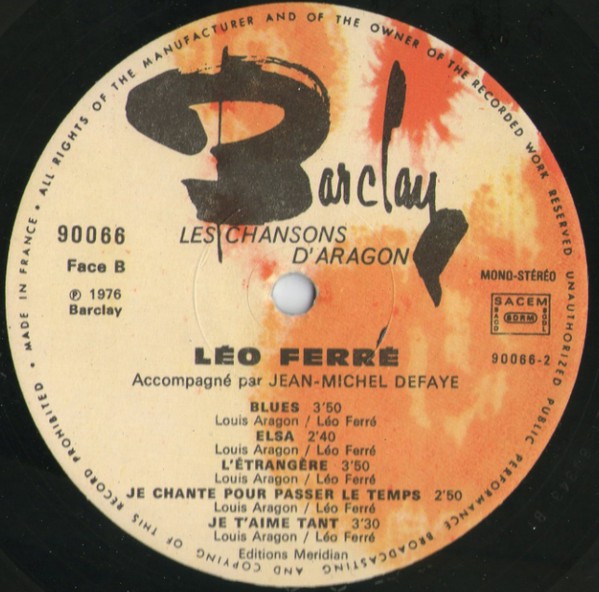 • MADE IN FRANCE • ALL RIGHTS OF THE MANUFACTURER AND OF THE OWNER OF THE RECORDED WORK RESERVED UNAUTHORIZED PUBLIC PERFORMANCE BROADCASTING AND COPYING OF THIS RECORD PROHIBITED
Barclay
90066
LES CHANSONS
D'ARAGON
Face B
℗ 1976
Barclay
MONO-STÉRÉO
SACEM
SACD
SDRM
SGDL
90066-2
LÉO FERRÉ
Accompagné par JEAN-MICHEL DEFAYE
BLUES 3'50
Louis Aragon / Léo Ferré
ELSA 2'40
Louis Aragon / Léo Ferré
L'ÉTRANGÈRE 3'50
Louis Aragon / Léo Ferré
JE CHANTE POUR PASSER LE TEMPS 2'50
Louis Aragon / Léo Ferré
JE T'AIME TANT 3'30
Louis Aragon / Léo Ferré
Editions Meridian